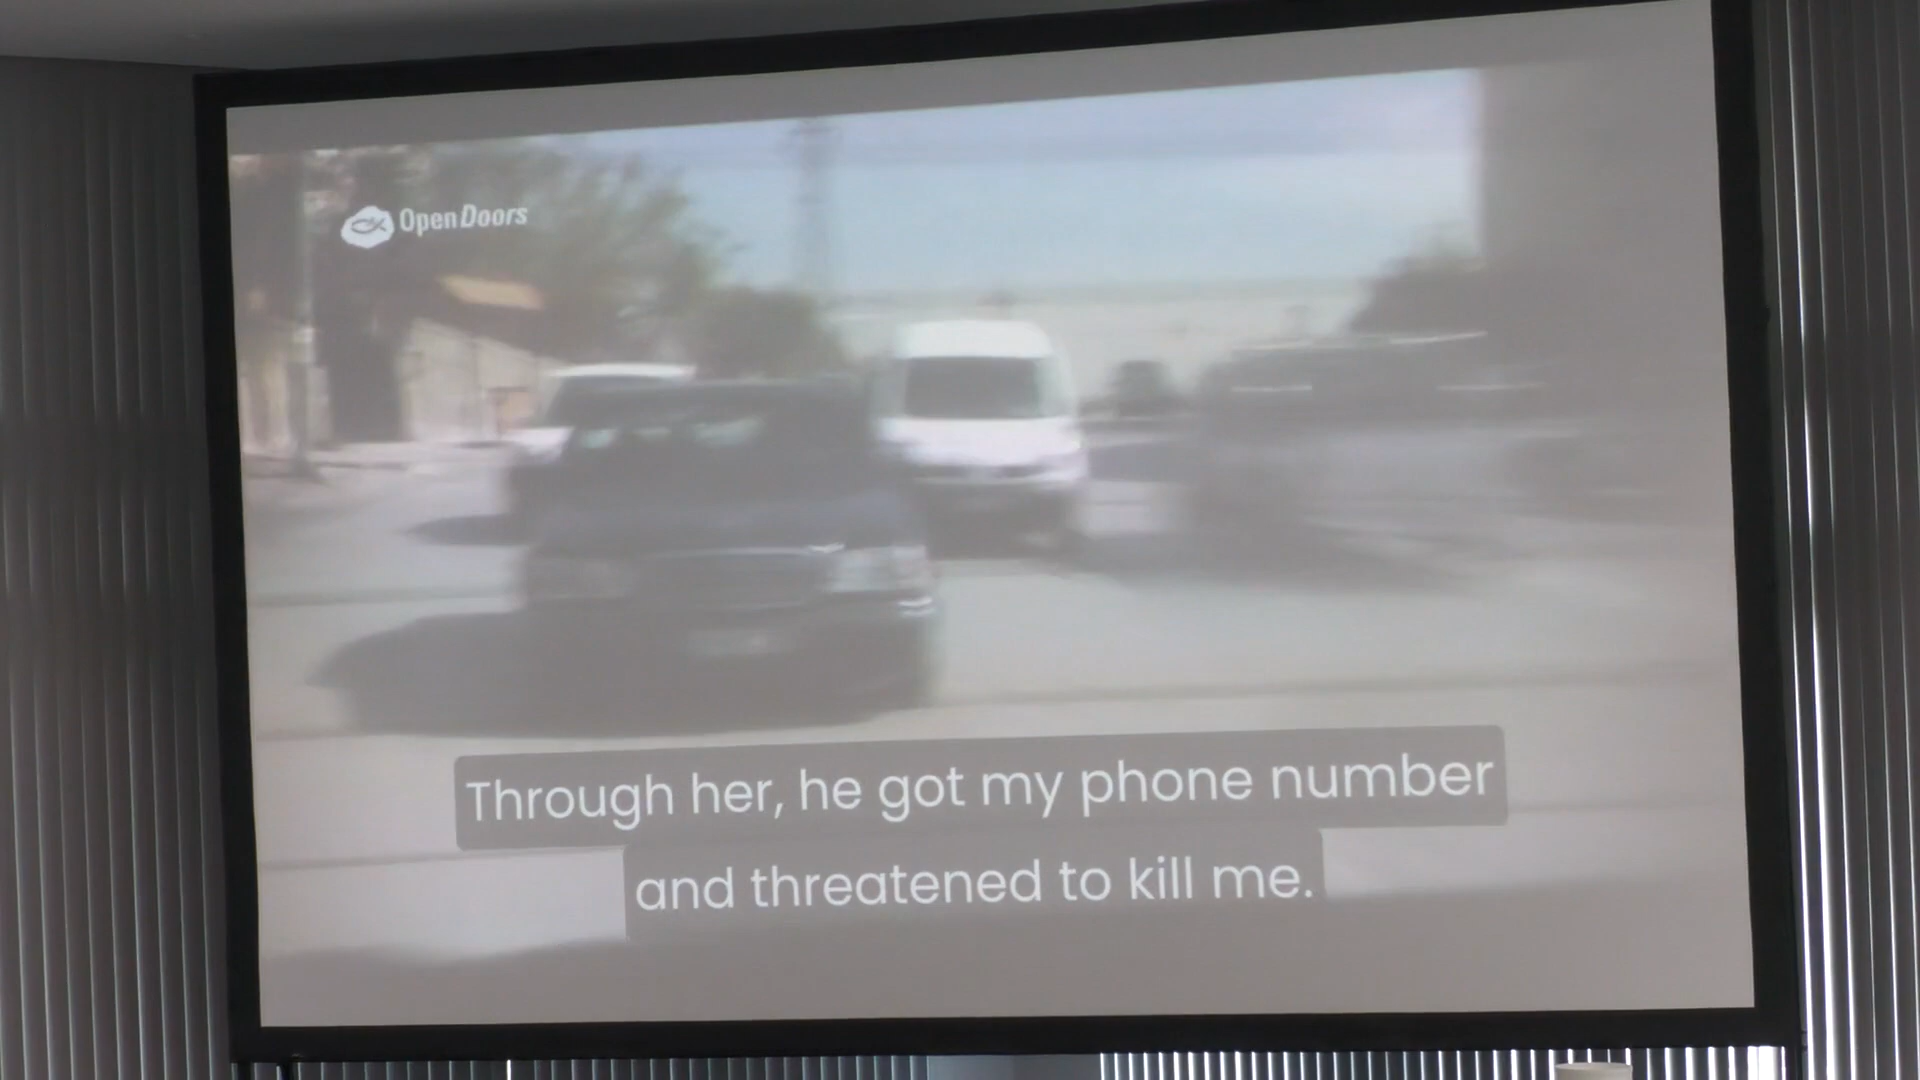 OpenDoors
Through her, he got my phone number
and threatened to kill me.